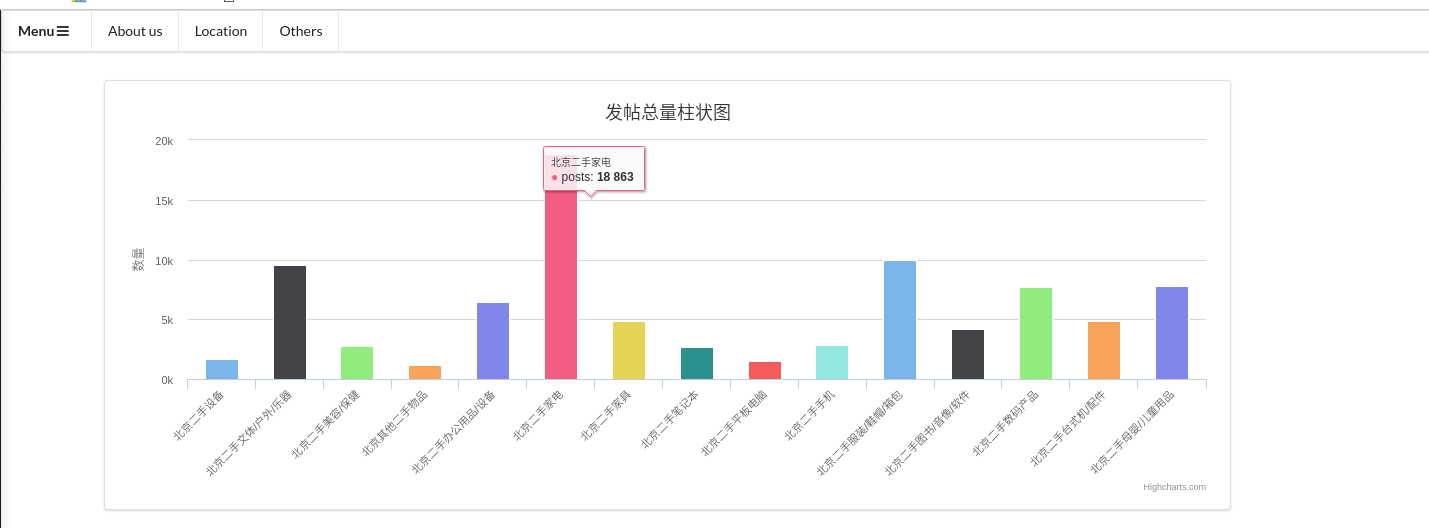 Menu
About us
Location
Others
发帖总量柱状图
20k
15k
10k
5k
0k
数量
北京二手家电
● posts: 18 863
北京二手设备
北京二手文体/户外/乐器
北京二手美容/保健
北京其他二手物品
北京二手办公用品/设备
北京二手家电
北京二手家具
北京二手笔记本
北京二手平板电脑
北京二手手机
北京二手服装/鞋帽/箱包
北京二手图书/音像/软件
北京二手数码产品
北京二手台式机/配件
北京二手母婴/儿童用品
Highcharts.com